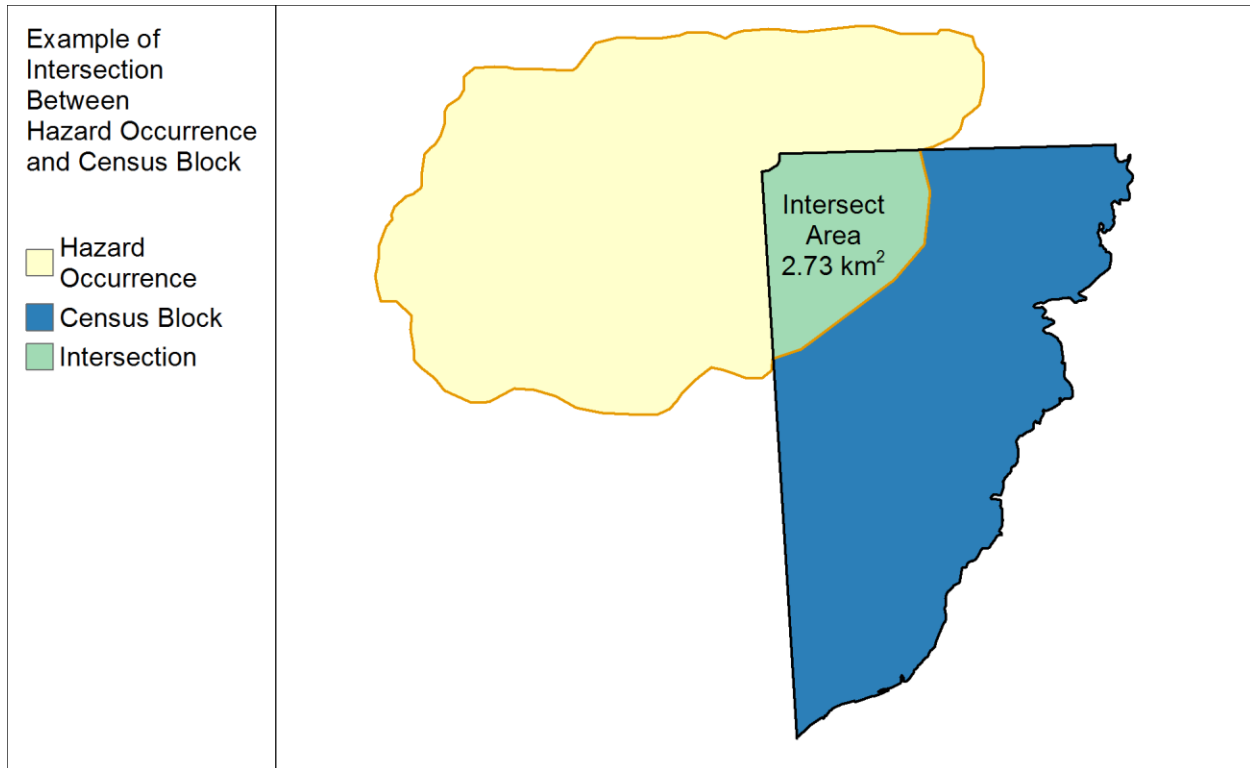 Example of
Intersection
Between
Hazard Occurrence
and Census Block
Hazard
Occurrence
Census Block
Intersection
Intersect
Area
2.73 km²